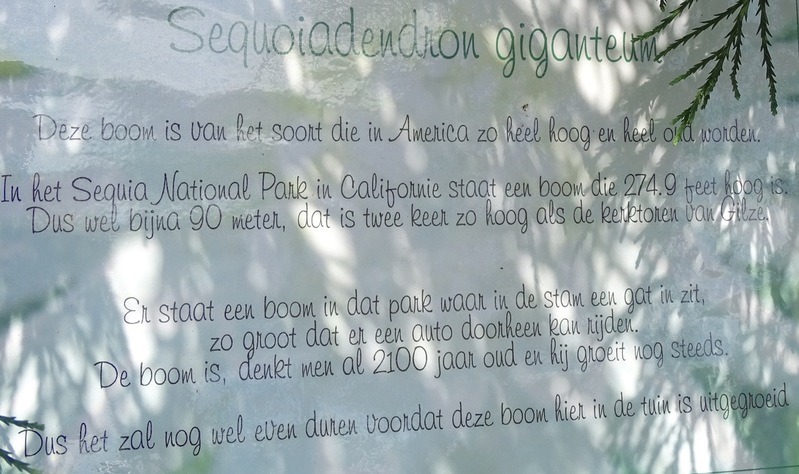 Sequoiadendron giganteum
Deze boom is van het soort die in America zo heel hoog en heel oud worden.
In het Sequia National Park in Californie staat een boom die 274.9 feet hoog is.
Dus wel bijna 90 meter, dat is twee keer zo hoog als de kerktoren van Gilze.
Er staat een boom in dat park waar in de stam een gat in zit,
zo groot dat er een auto doorheen kan rijden.
De boom is, denkt men al 2100 jaar oud en hij groeit nog steeds.
Dus het zal nog wel even duren voordat deze boom hier in de tuin is uitgegroeid